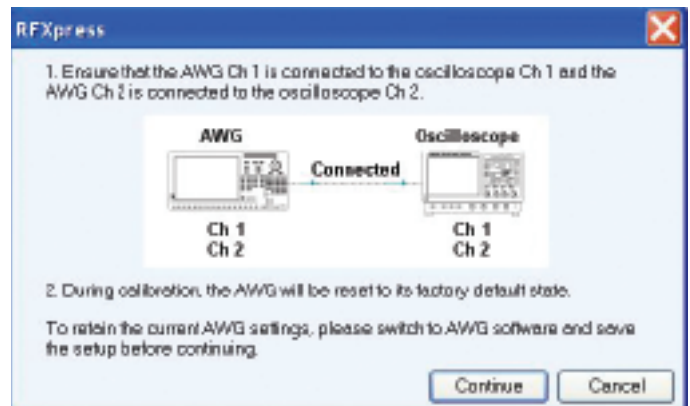 RFXpress
1. Ensure that the AWG Ch 1 is connected to the oscilloscope Ch 1 and the
AWG Ch 2 is connected to the oscilloscope Ch 2.
AWG
Oscilloscope
Connected
Ch 1
Ch 2
Ch 1
Ch 2
2. During calibration, the AWG will be reset to its factory default state.
To retain the current AWG settings, please switch to AWG software and save
the setup before continuing.
Continue
Cancel